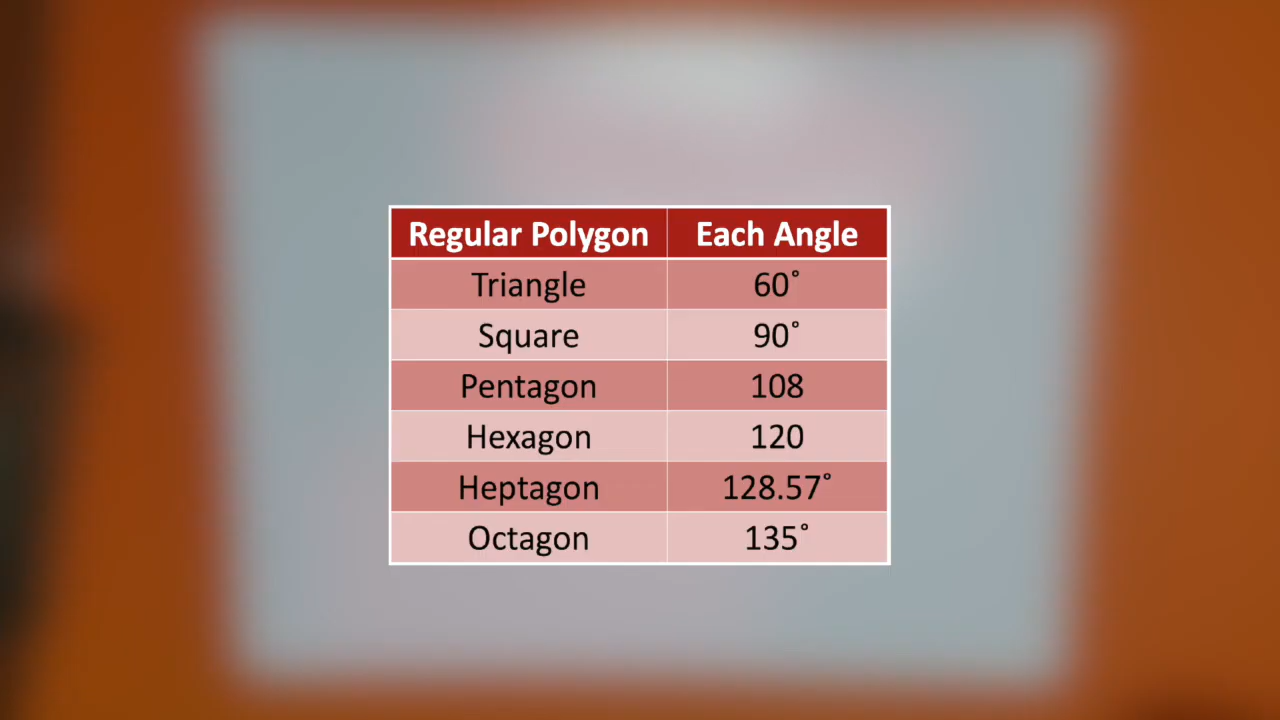 Regular Polygon Each Angle
Triangle 60˚
Square 90˚
Pentagon 108
Hexagon 120
Heptagon 128.57˚
Octagon 135˚